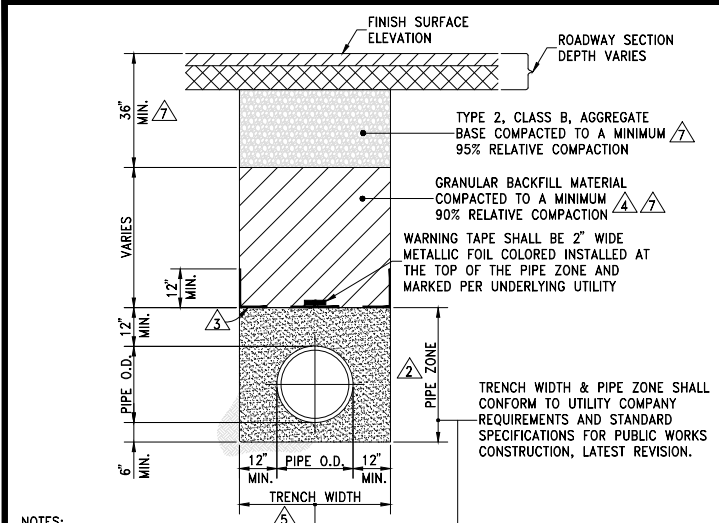 FINISH SURFACE
ELEVATION
ROADWAY SECTION
DEPTH VARIES
36"
MIN.
7
TYPE 2, CLASS B, AGGREGATE
BASE COMPACTED TO A MINIMUM 7
95% RELATIVE COMPACTION
GRANULAR BACKFILL MATERIAL
COMPACTED TO A MINIMUM 4 7
90% RELATIVE COMPACTION
VARIES
WARNING TAPE SHALL BE 2" WIDE
METALLIC FOIL COLORED INSTALLED AT
THE TOP OF THE PIPE ZONE AND
MARKED PER UNDERLYING UTILITY
12"
MIN.
3
12"
MIN.
PIPE O.D.
6"
MIN.
2
PIPE ZONE
TRENCH WIDTH & PIPE ZONE SHALL
CONFORM TO UTILITY COMPANY
REQUIREMENTS AND STANDARD
SPECIFICATIONS FOR PUBLIC WORKS
CONSTRUCTION, LATEST REVISION.
12" PIPE O.D. 12"
MIN. MIN.
TRENCH WIDTH
5
NOTES: